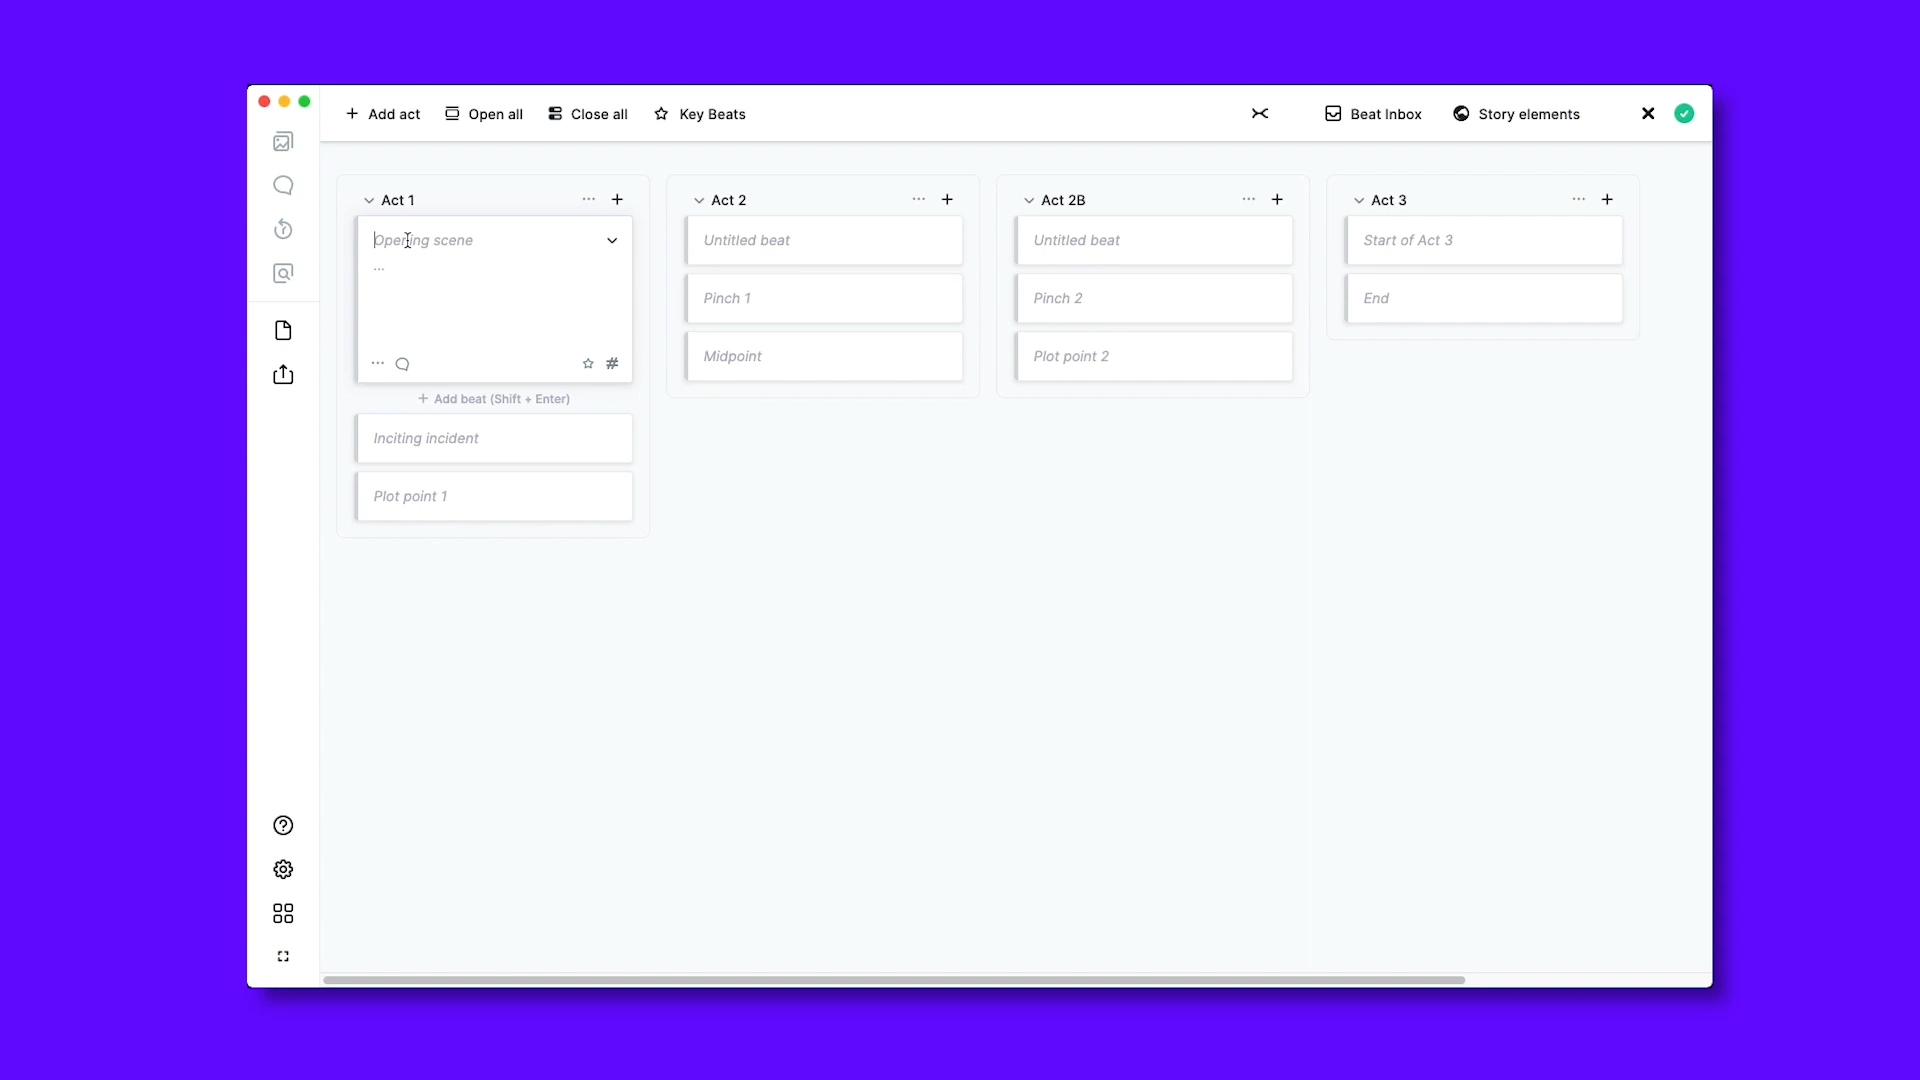 Add act
Open all
Close all
Key Beats
Beat Inbox
Story elements
Act 1
Opening scene
...
Add beat (Shift + Enter)
Inciting incident
Plot point 1
Act 2
Untitled beat
Pinch 1
Midpoint
Act 2B
Untitled beat
Pinch 2
Plot point 2
Act 3
Start of Act 3
End